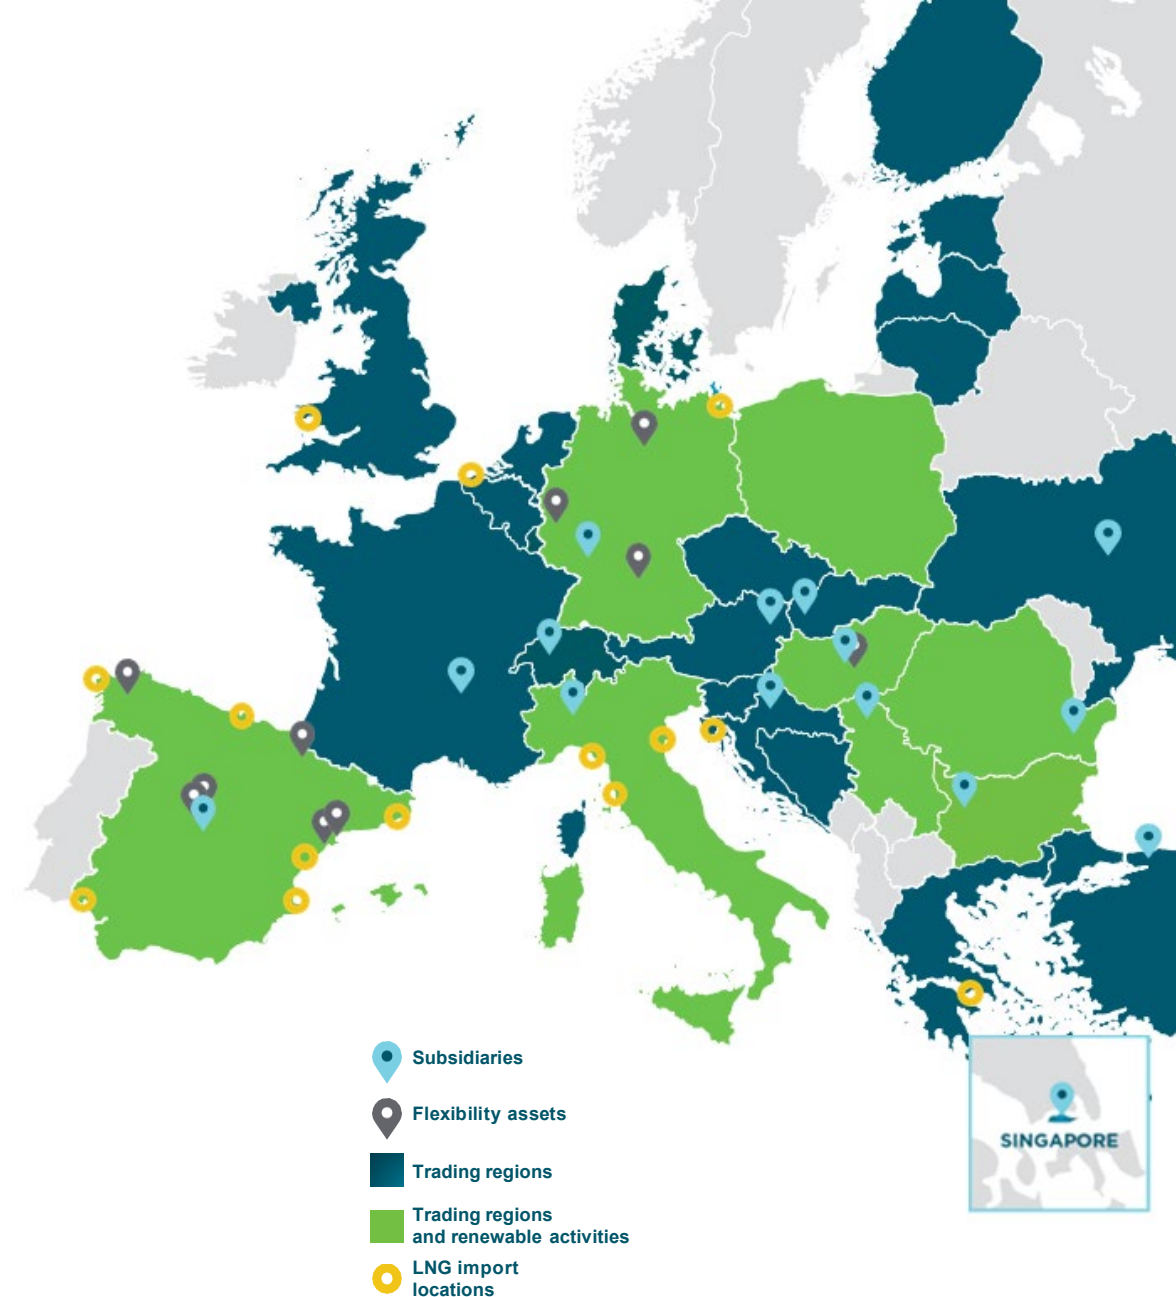 Subsidiaries
Flexibility assets
SINGAPORE
Trading regions
Trading regions
and renewable activities
LNG import
locations